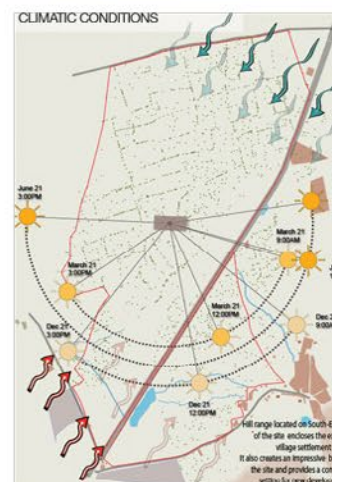 CLIMATIC CONDITIONS
June 21
3:00PM
March 21
9:00AM
March 21
3:00PM
March 21
12:00PM
Dec 21
3:00PM
Dec 2
9:00A
Dec 21
12:00PM
Hill range located on South-E
of the site encloses the e
village settlement
It also creates an impressive b
the site and provides a con